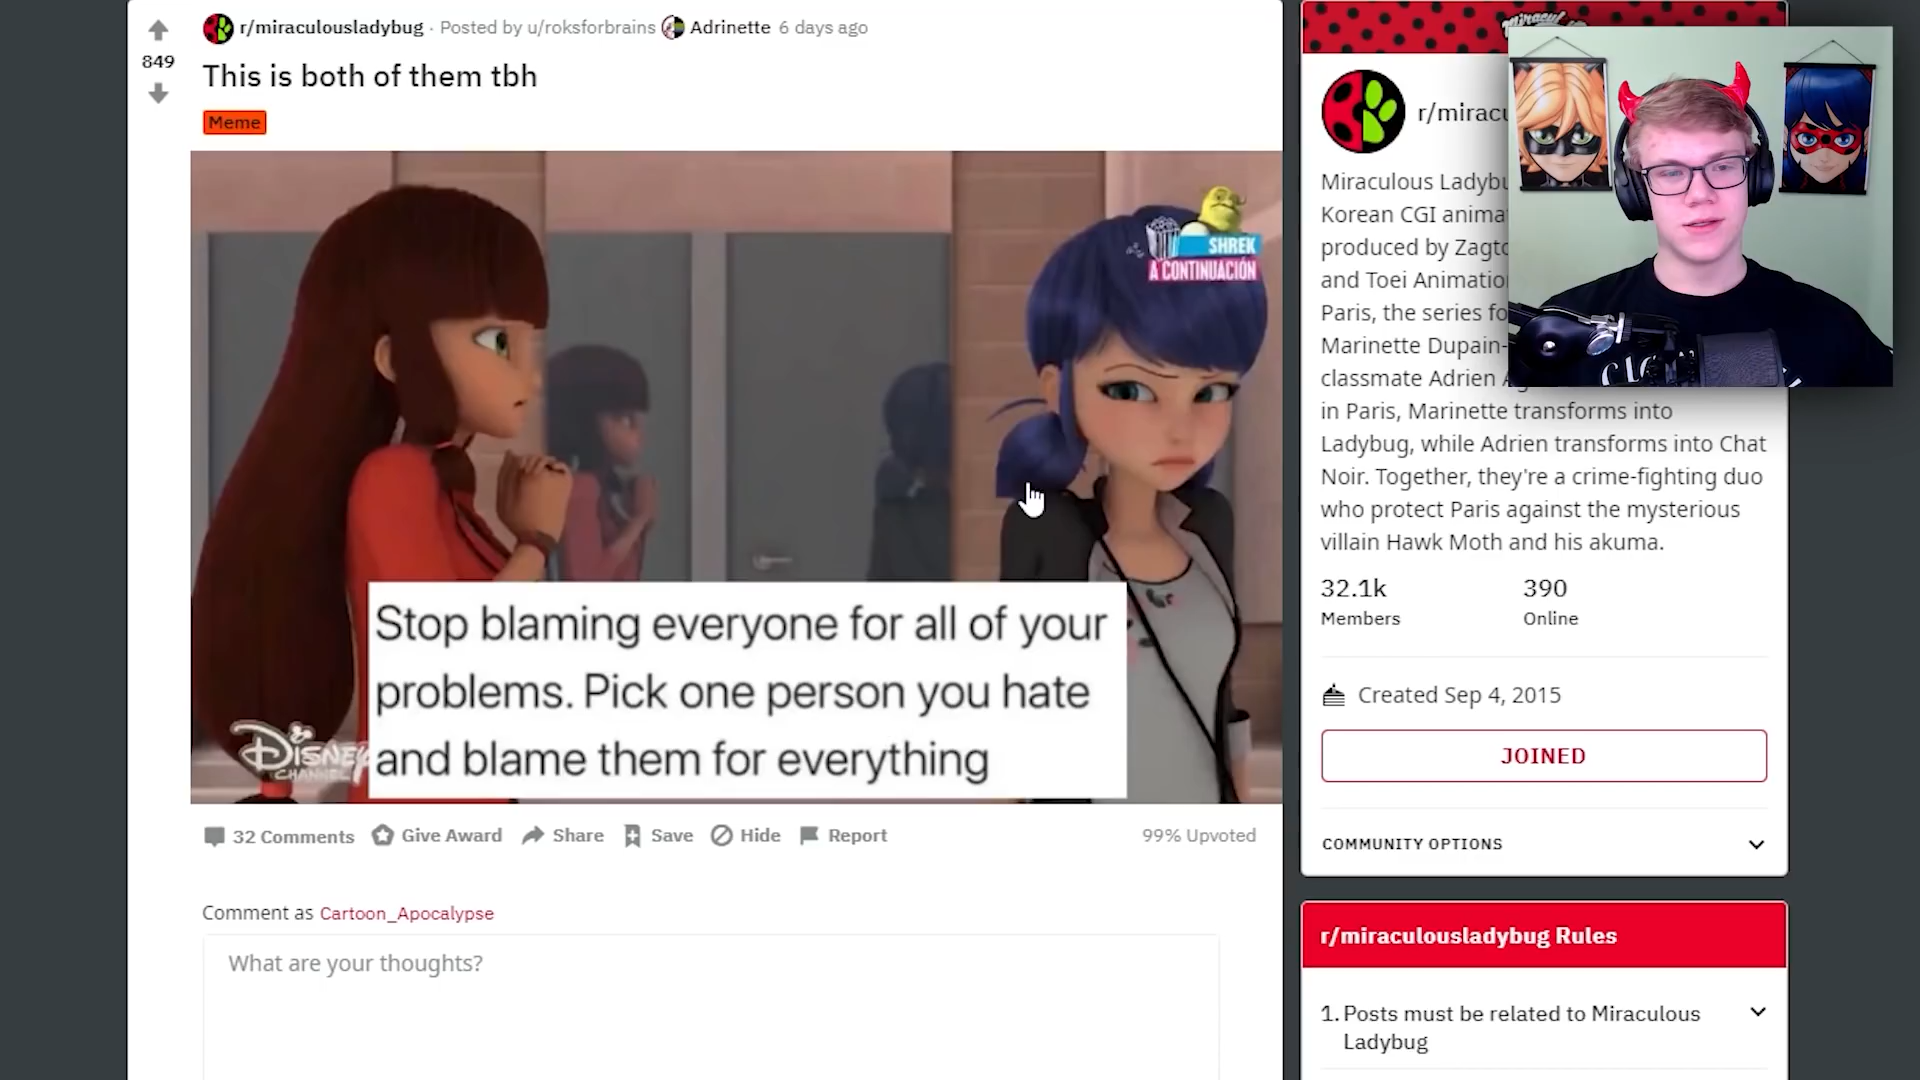 849
r/miraculousladybug · Posted by u/roksforbrains Adrinette 6 days ago
This is both of them tbh
Meme
SHREK
A CONTINUACIÓN
Stop blaming everyone for all of your
problems. Pick one person you hate
and blame them for everything
Disney
CHANNEL
32 Comments Give Award Share Save Hide Report 99% Upvoted
Comment as Cartoon_Apocalypse
What are your thoughts?
r/mirac
Miraculous Ladybu
Korean CGI anima
produced by Zagto
and Toei Animatio
Paris, the series fo
Marinette Dupain-
classmate Adrien
in Paris, Marinette transforms into
Ladybug, while Adrien transforms into Chat
Noir. Together, they're a crime-fighting duo
who protect Paris against the mysterious
villain Hawk Moth and his akuma.
32.1k 390
Members Online
Created Sep 4, 2015
JOINED
COMMUNITY OPTIONS
r/miraculousladybug Rules
1. Posts must be related to Miraculous
Ladybug